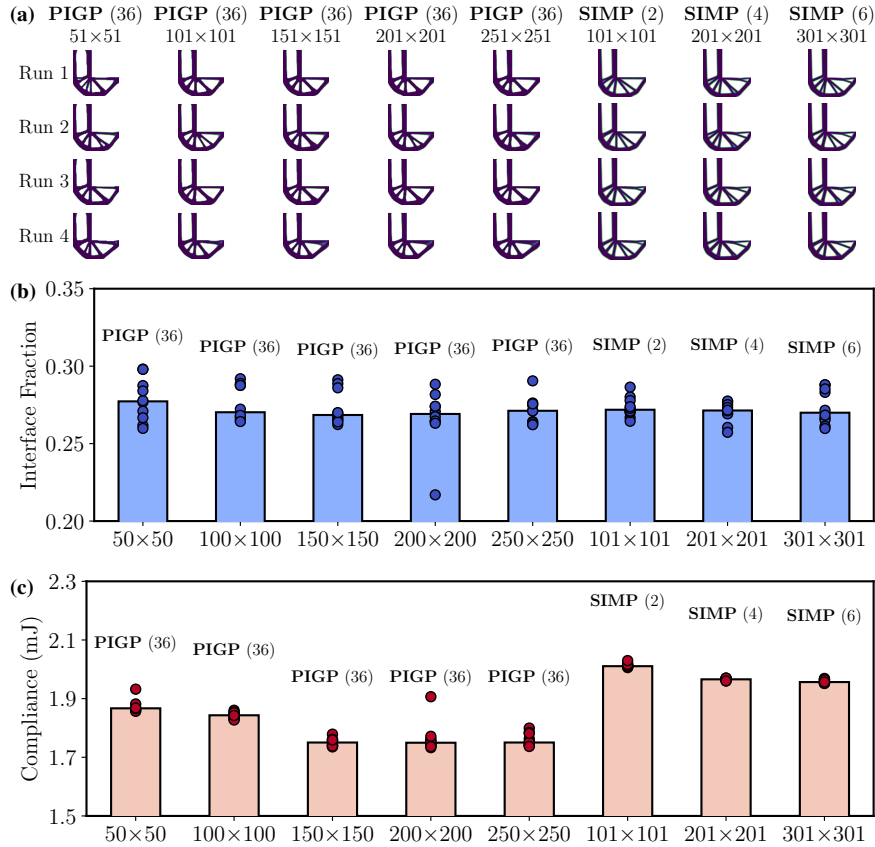 (a) PIGP (36) PIGP (36) PIGP (36) PIGP (36) PIGP (36) SIMP (2) SIMP (4) SIMP (6)
51×51 101×101 151×151 201×201 251×251 101×101 201×201 301×301
Run 1
Run 2
Run 3
Run 4
(b)
Interface Fraction
0.35
0.30
0.25
0.20
PIGP (36) PIGP (36) PIGP (36) PIGP (36) PIGP (36) SIMP (2) SIMP (4) SIMP (6)
50×50 100×100 150×150 200×200 250×250 101×101 201×201 301×301
(c)
Compliance (mJ)
2.3
2.1
1.9
1.7
1.5
PIGP (36) PIGP (36) PIGP (36) PIGP (36) PIGP (36) SIMP (2) SIMP (4) SIMP (6)
50×50 100×100 150×150 200×200 250×250 101×101 201×201 301×301